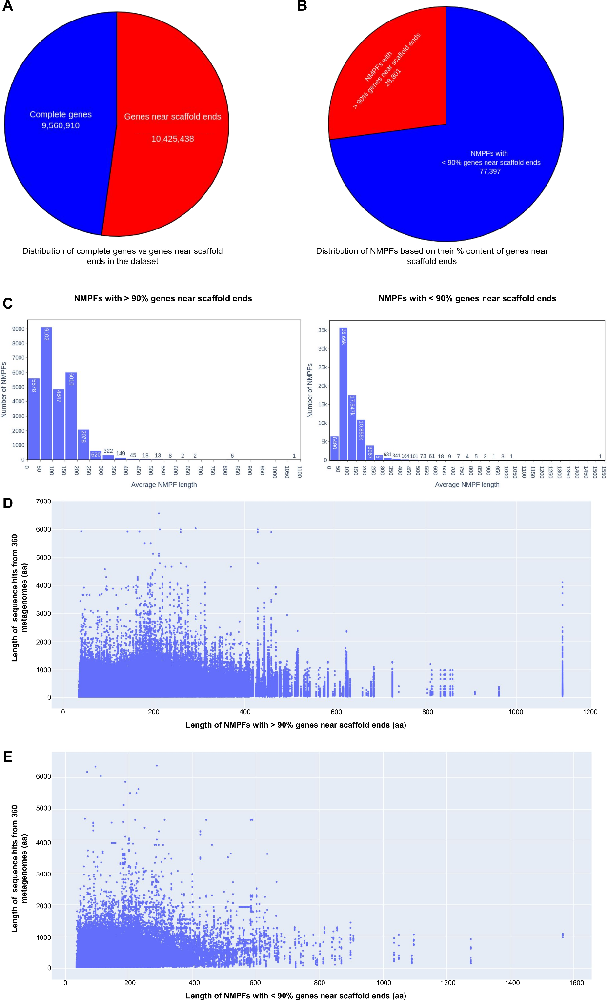 A
B
Complete genes
9,560,910
Genes near scaffold ends
10,425,438
NMPFs with
> 90% genes near scaffold ends
28,801
NMPFs with
< 90% genes near scaffold ends
77,397
Distribution of complete genes vs genes near scaffold
ends in the dataset
Distribution of NMPFs based on their % content of genes near
scaffold ends
C
NMPFs with > 90% genes near scaffold ends
Number of NMPFs
9000
8000
7000
6000
5000
4000
3000
2000
1000
0
5578
9102
4847
6010
2078
620
322
149
45
18
13
8
2
2
6
1
0 50 100 150 200 250 300 350 400 450 500 550 600 650 700 750 800 850 900 950 1000 1050 1100
Average NMPF length
NMPFs with < 90% genes near scaffold ends
Number of NMPFs
35k
30k
25k
20k
15k
10k
5k
0
6490
35.66k
17.547k
10.855k
3967
631
341
164
101
73
61
18
9
7
4
5
3
1
3
1
1
0 50 100 150 200 250 300 350 400 450 500 550 600 650 700 750 800 850 900 950 1000 1050 1100 1150 1200 1250 1300 1350 1400 1450 1500 1550
Average NMPF length
D
Length of sequence hits from 360
metagenomes (aa)
7000
6000
5000
4000
3000
2000
1000
0
0 200 400 600 800 1000 1200
Length of NMPFs with > 90% genes near scaffold ends (aa)
E
Length of sequence hits from 360
metagenomes (aa)
6000
5000
4000
3000
2000
1000
0
0 200 400 600 800 1000 1200 1400 1600
Length of NMPFs with < 90% genes near scaffold ends (aa)